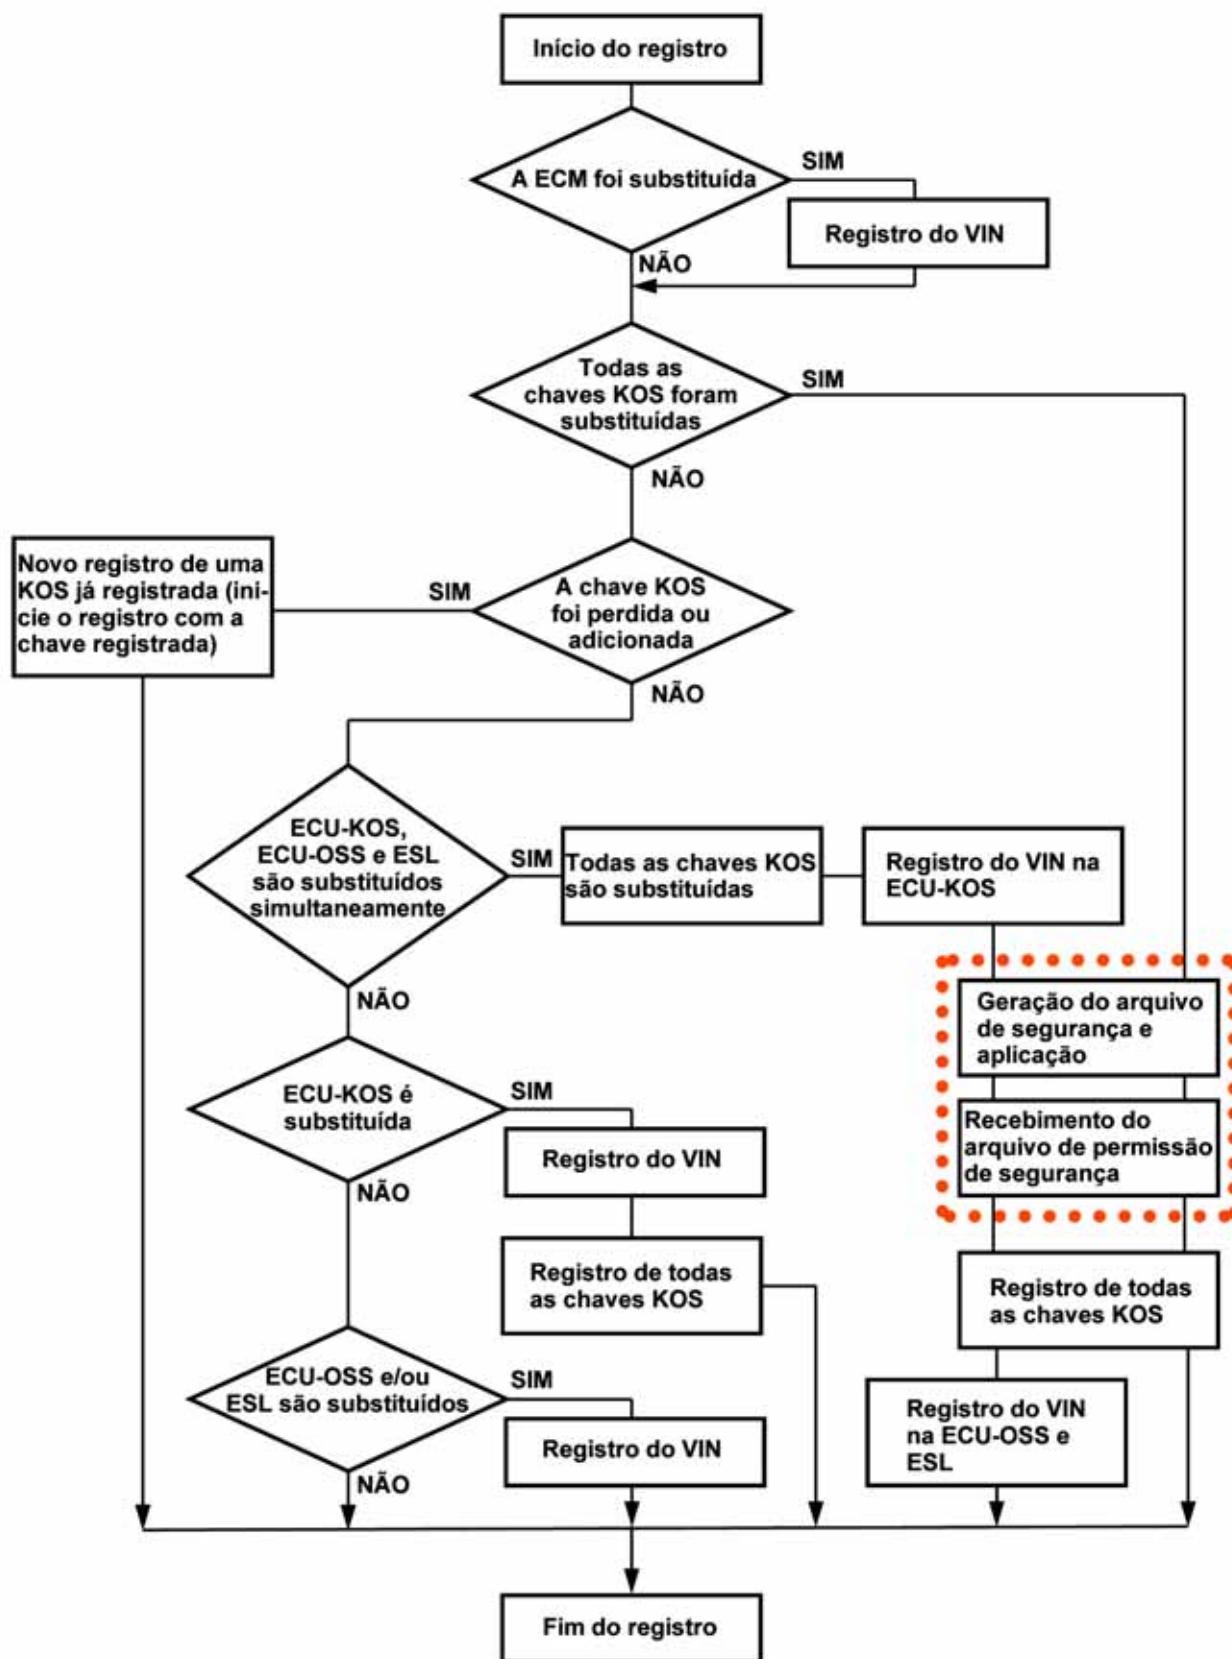 Início do registro
A ECM foi substituída
SIM
Registro do VIN
NÃO
Todas as
chaves KOS foram
substituídas
SIM
NÃO
Novo registro de uma
KOS já registrada (ini-
cie o registro com a
chave registrada)
SIM
A chave KOS
foi perdida ou
adicionada
NÃO
ECU-KOS,
ECU-OSS e ESL
são substituídos
simultaneamente
SIM
Todas as chaves KOS
são substituídas
Registro do VIN na
ECU-KOS
NÃO
Geração do arquivo
de segurança e
aplicação
ECU-KOS é
substituída
SIM
Registro do VIN
Recebimento do
arquivo de permissão
de segurança
NÃO
Registro de todas
as chaves KOS
Registro de todas
as chaves KOS
ECU-OSS e/ou
ESL são substituídos
SIM
Registro do VIN
Registro do VIN
na ECU-OSS e
ESL
NÃO
Fim do registro